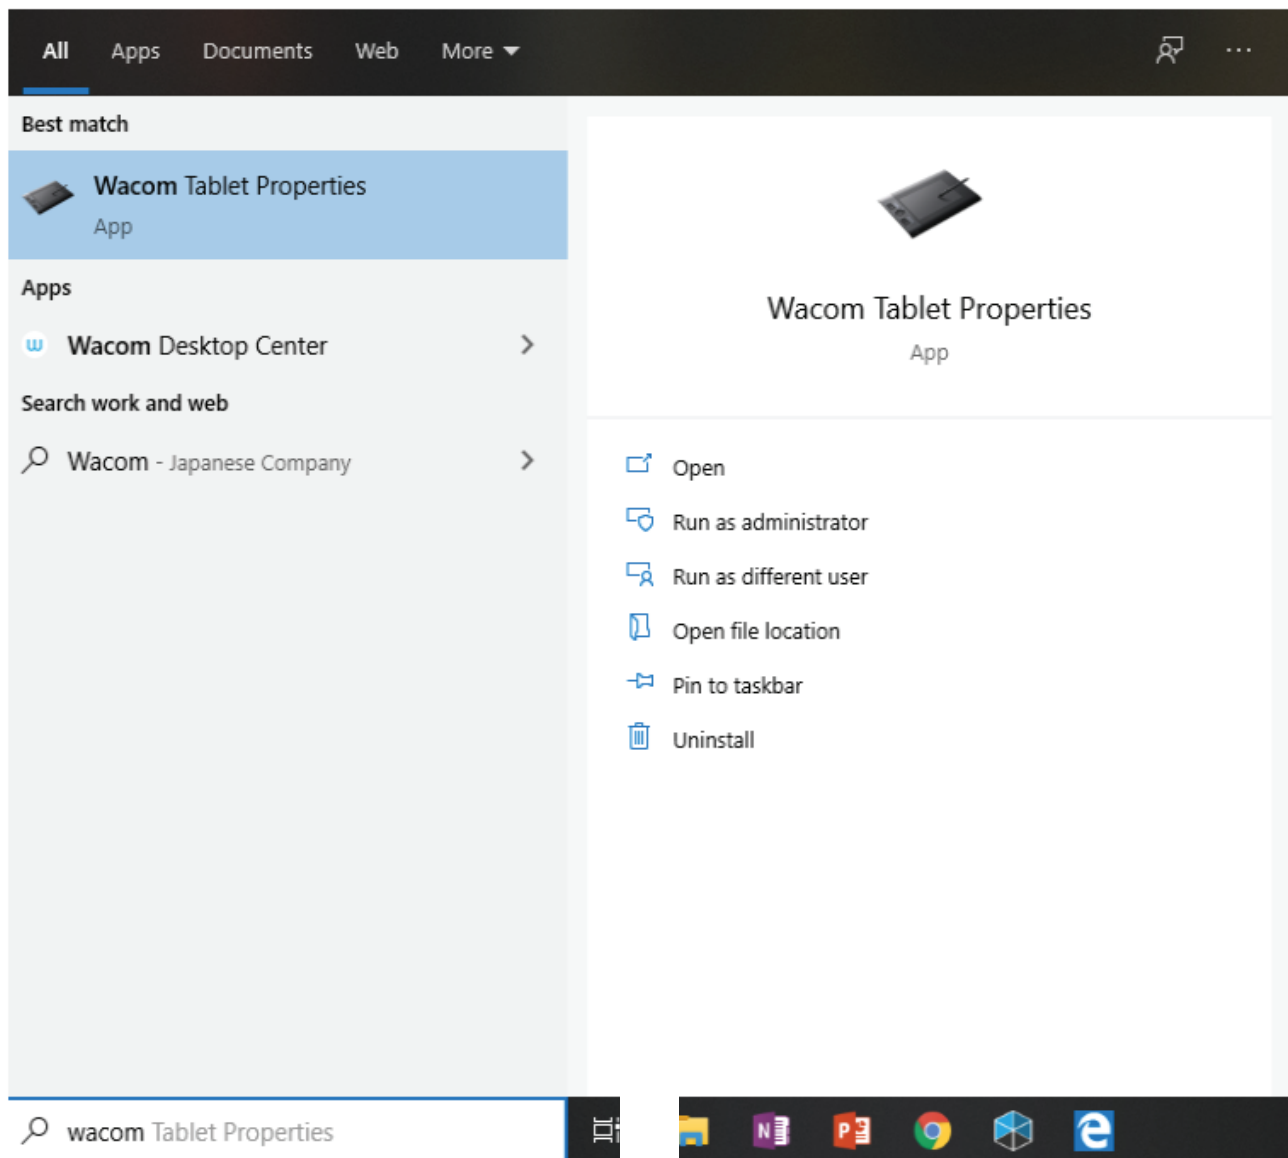 All Apps Documents Web More
Best match
Wacom Tablet Properties
App
Apps
Wacom Desktop Center
Search work and web
Wacom - Japanese Company
wacom Tablet Properties
Wacom Tablet Properties
App
Open
Run as administrator
Run as different user
Open file location
Pin to taskbar
Uninstall